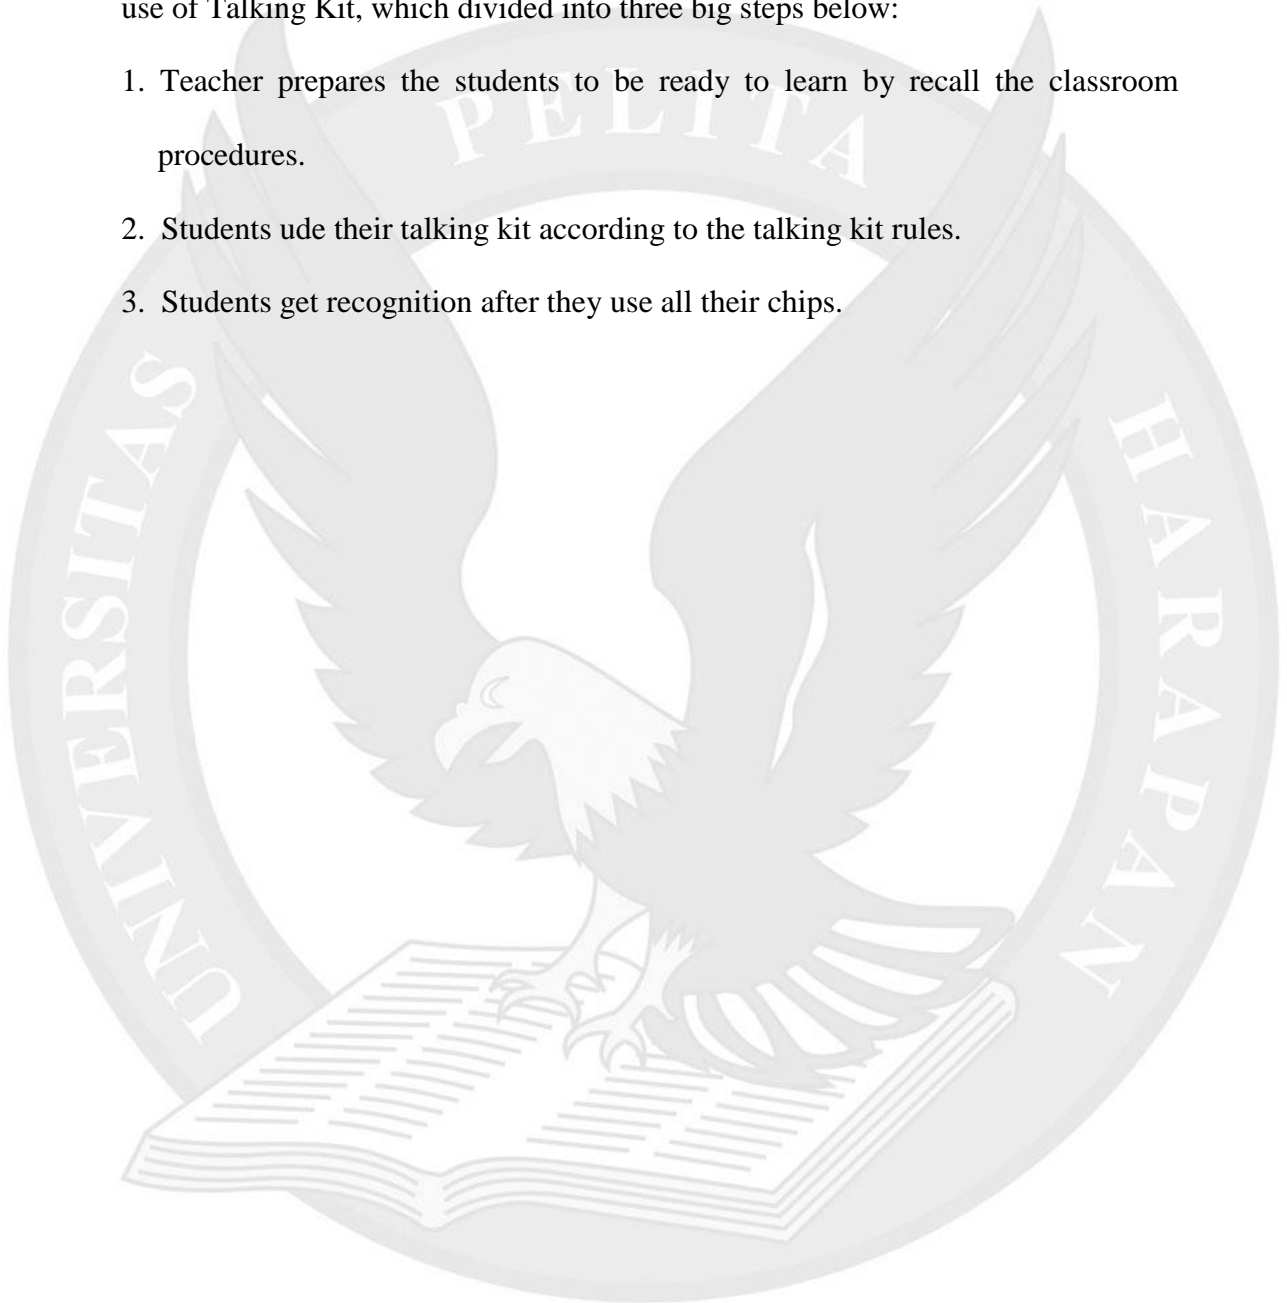 use of Talking Kit, which divided into three big steps below:
1. Teacher prepares the students to be ready to learn by recall the classroom
procedures.
2. Students ude their talking kit according to the talking kit rules.
3. Students get recognition after they use all their chips.
UNIVERSITAS PELITA HARAPAN